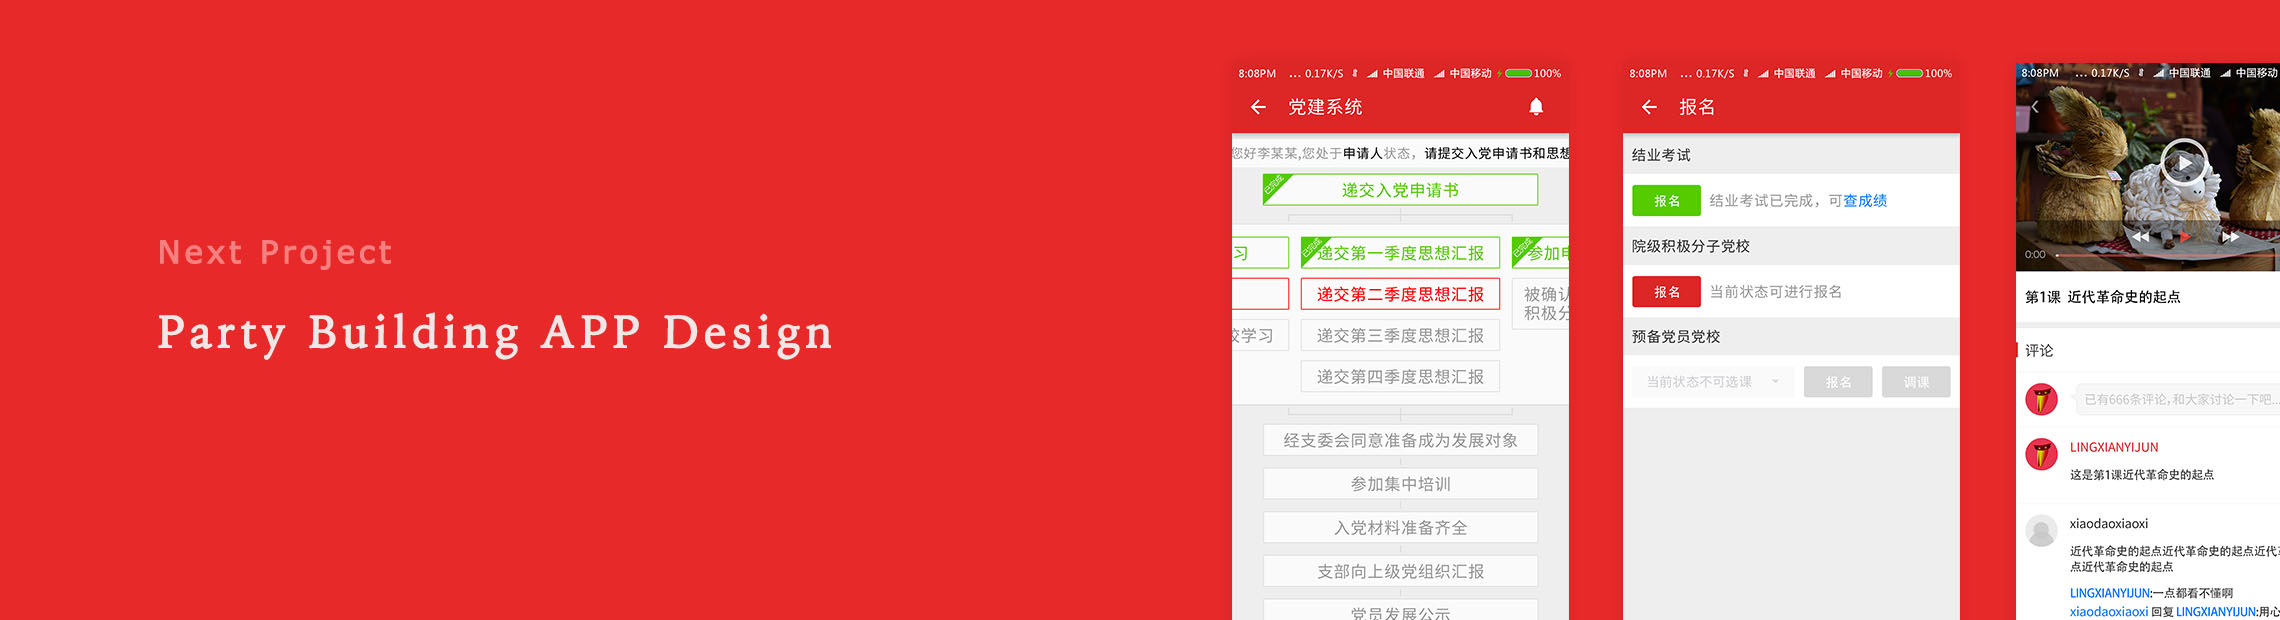 Next Project
Party Building APP Design
8:08PM ... 0.17K/S 中国联通 中国移动 100%
党建系统
您好李某某,您处于申请人状态，请提交入党申请书和思想
已完成 递交入党申请书
习
已完成 递交第一季度思想汇报
已完成 参加
递交第二季度思想汇报
被确认
积极分
校学习
递交第三季度思想汇报
递交第四季度思想汇报
经支委会同意准备成为发展对象
参加集中培训
入党材料准备齐全
支部向上级党组织汇报
党员发展公示
8:08PM ... 0.17K/S 中国联通 中国移动 100%
报名
结业考试
报名 结业考试已完成，可查成绩
院级积极分子党校
报名 当前状态可进行报名
预备党员党校
当前状态不可选课 报名 调课
8:08PM ... 0.17K/S 中国联通 中国移动
0:00
第1课 近代革命史的起点
评论
已有666条评论,和大家讨论一下吧...
LINGXIANYIJUN
这是第1课近代革命史的起点
xiaodaoxiaoxi
近代革命史的起点近代革命史的起点近代
点近代革命史的起点
LINGXIANYIJUN:一点都看不懂啊
xiaodaoxiaoxi 回复 LINGXIANYIJUN:用心